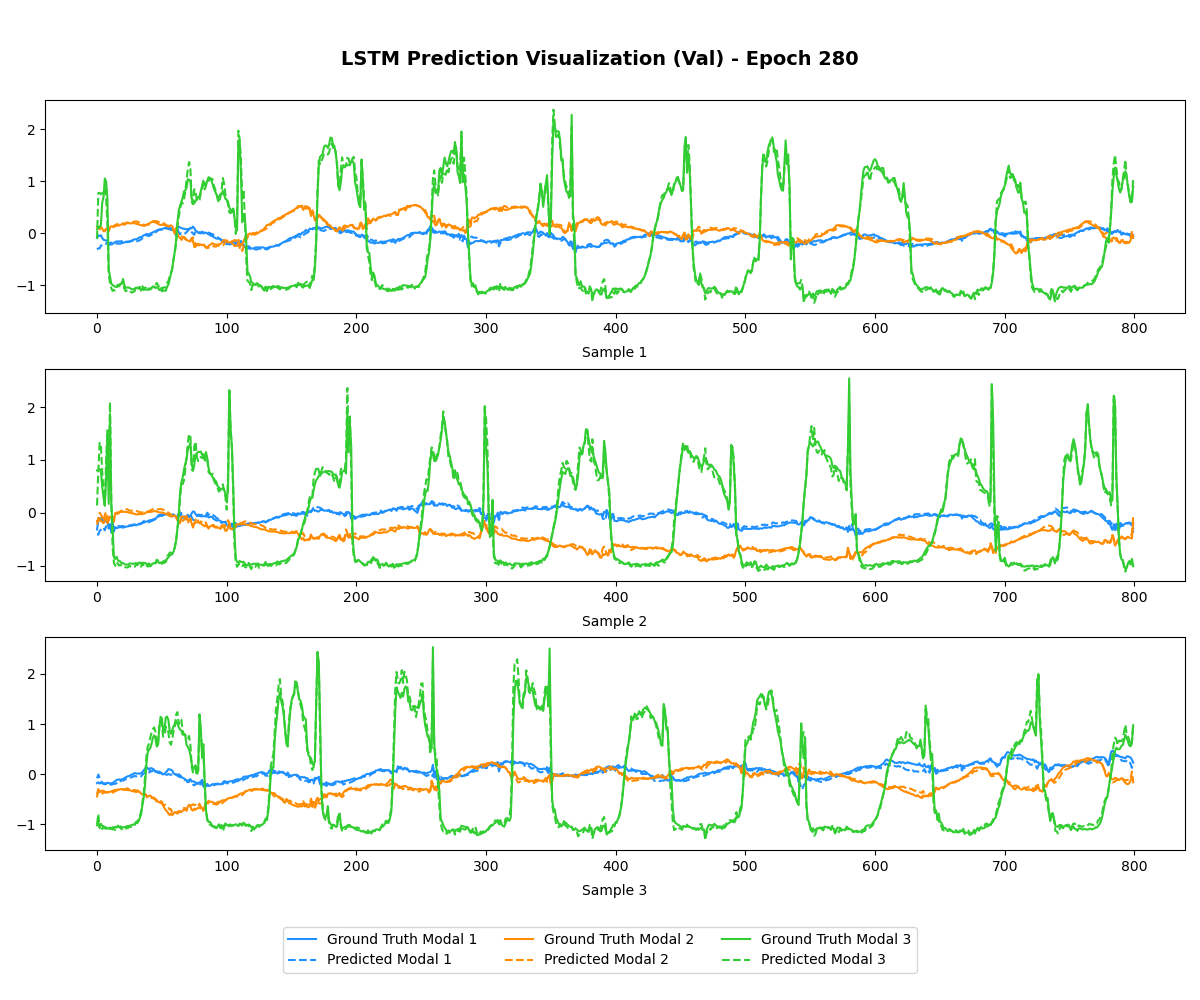 LSTM Prediction Visualization (Val) - Epoch 280
2
1
0
−1
0 100 200 300 400 500 600 700 800
Sample 1
2
1
0
−1
0 100 200 300 400 500 600 700 800
Sample 2
2
1
0
−1
0 100 200 300 400 500 600 700 800
Sample 3
Ground Truth Modal 1 Ground Truth Modal 2 Ground Truth Modal 3
Predicted Modal 1 Predicted Modal 2 Predicted Modal 3